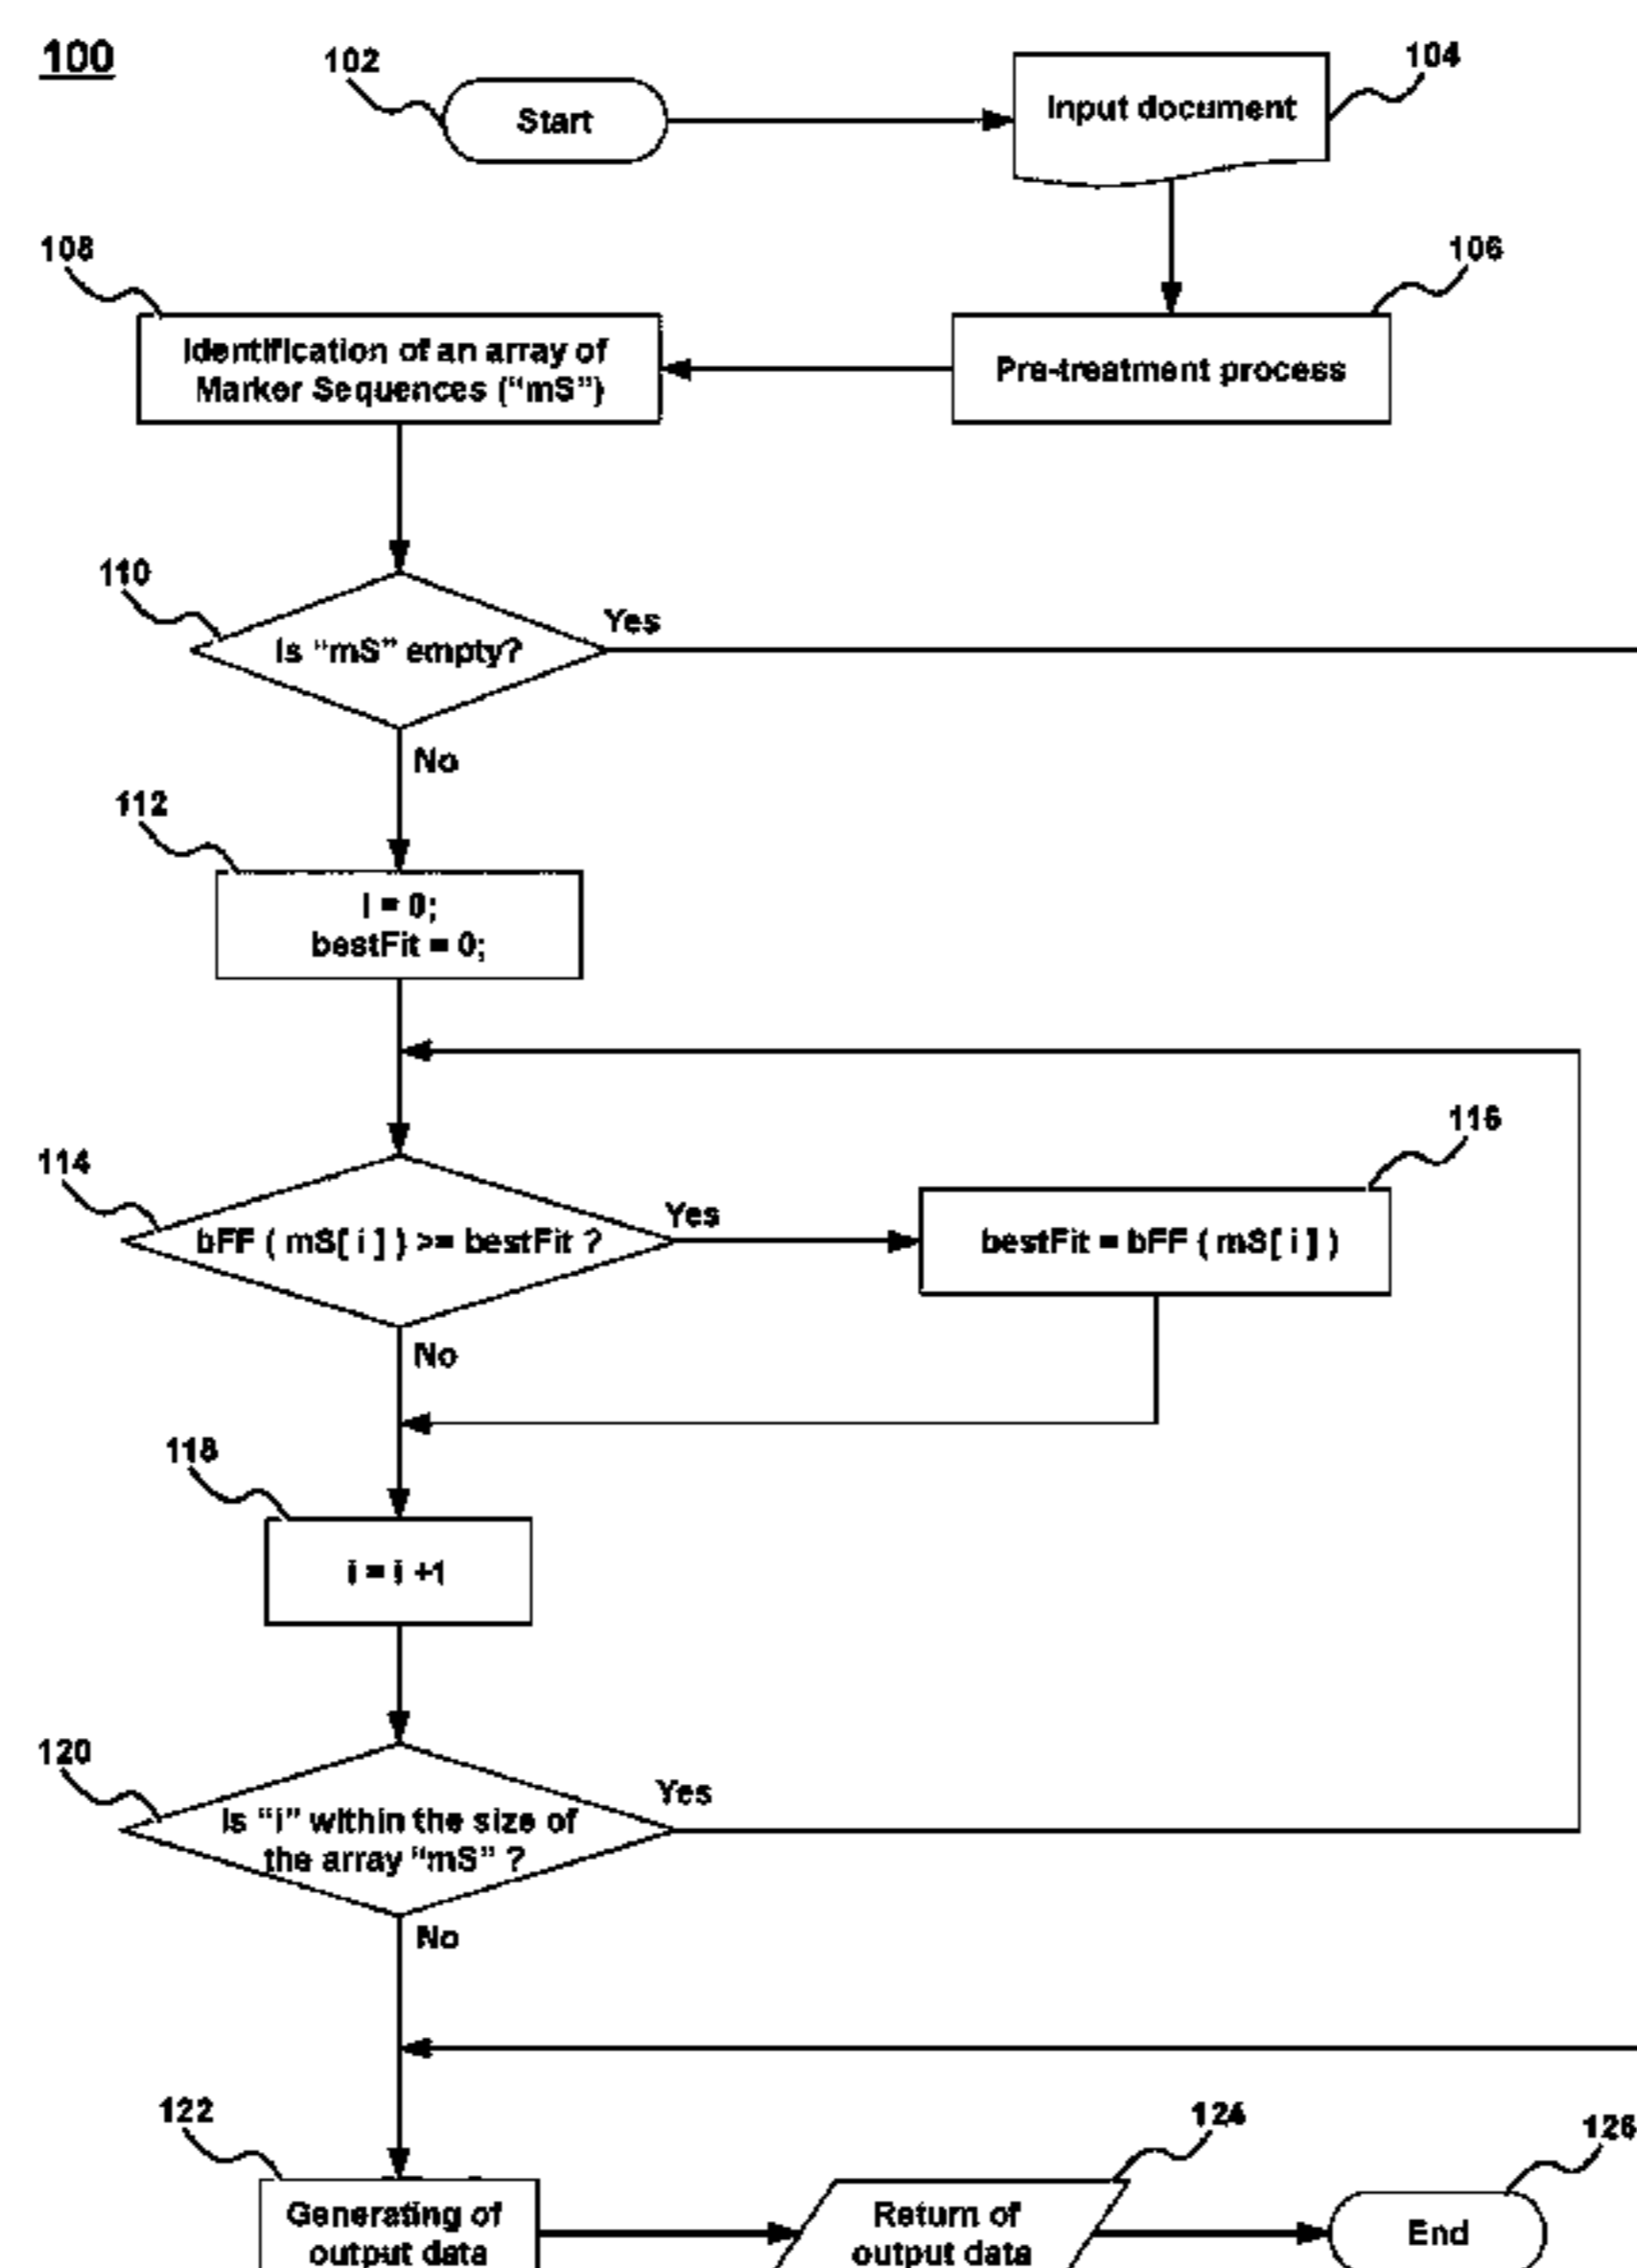 100
102
Start
104
Input document
108
Identification of an array of
Marker Sequences ("mS")
106
Pre-treatment process
110
Is "mS" empty?
Yes
No
112
i = 0;
bestFit = 0;
114
bFF ( mS[ i ] ) >= bestFit ?
Yes
116
bestFit = bFF ( mS[ i ] )
No
118
i = i +1
120
Is "i" within the size of
the array "mS" ?
Yes
No
122
Generating of
output data
124
Return of
output data
126
End